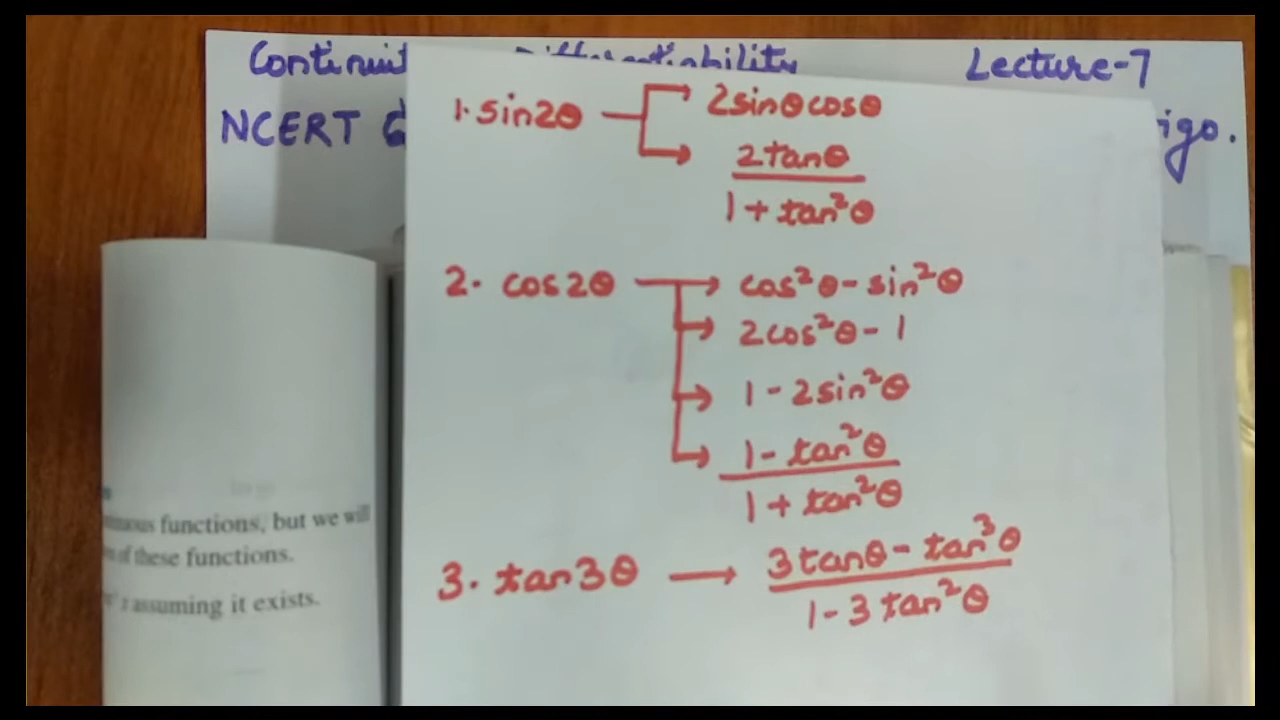 Lecture-7
NCERT
1. sin2θ → 2sinθcosθ
→ 2tanθ
1 + tan²θ
2. cos2θ → cos²θ - sin²θ
→ 2cos²θ - 1
→ 1 - 2sin²θ
→ 1 - tan²θ
1 + tan²θ
functions, but we will
of these functions.
assuming it exists.
3. tan3θ → 3tanθ - tan³θ
1 - 3tan²θ